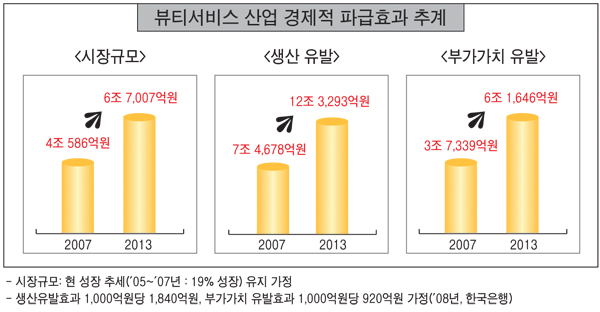 뷰티서비스 산업 경제적 파급효과 추계
<시장규모>
6조 7,007억원
4조 586억원
2007 2013
<생산 유발>
12조 3,293억원
7조 4,678억원
2007 2013
<부가가치 유발>
6조 1,646억원
3조 7,339억원
2007 2013
- 시장규모: 현 성장 추세('05~'07년 : 19% 성장) 유지 가정
- 생산유발효과 1,000억원당 1,840억원, 부가가치 유발효과 1,000억원당 920억원 가정('08년, 한국은행)